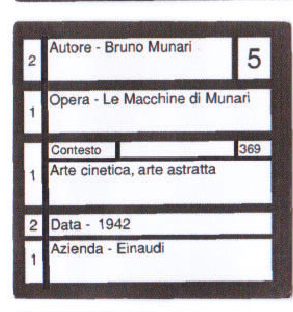 2 Autore - Bruno Munari 5
1 Opera - Le Macchine di Munari
Contesto 369
1 Arte cinetica, arte astratta
2 Data - 1942
1 Azienda - Einaudi